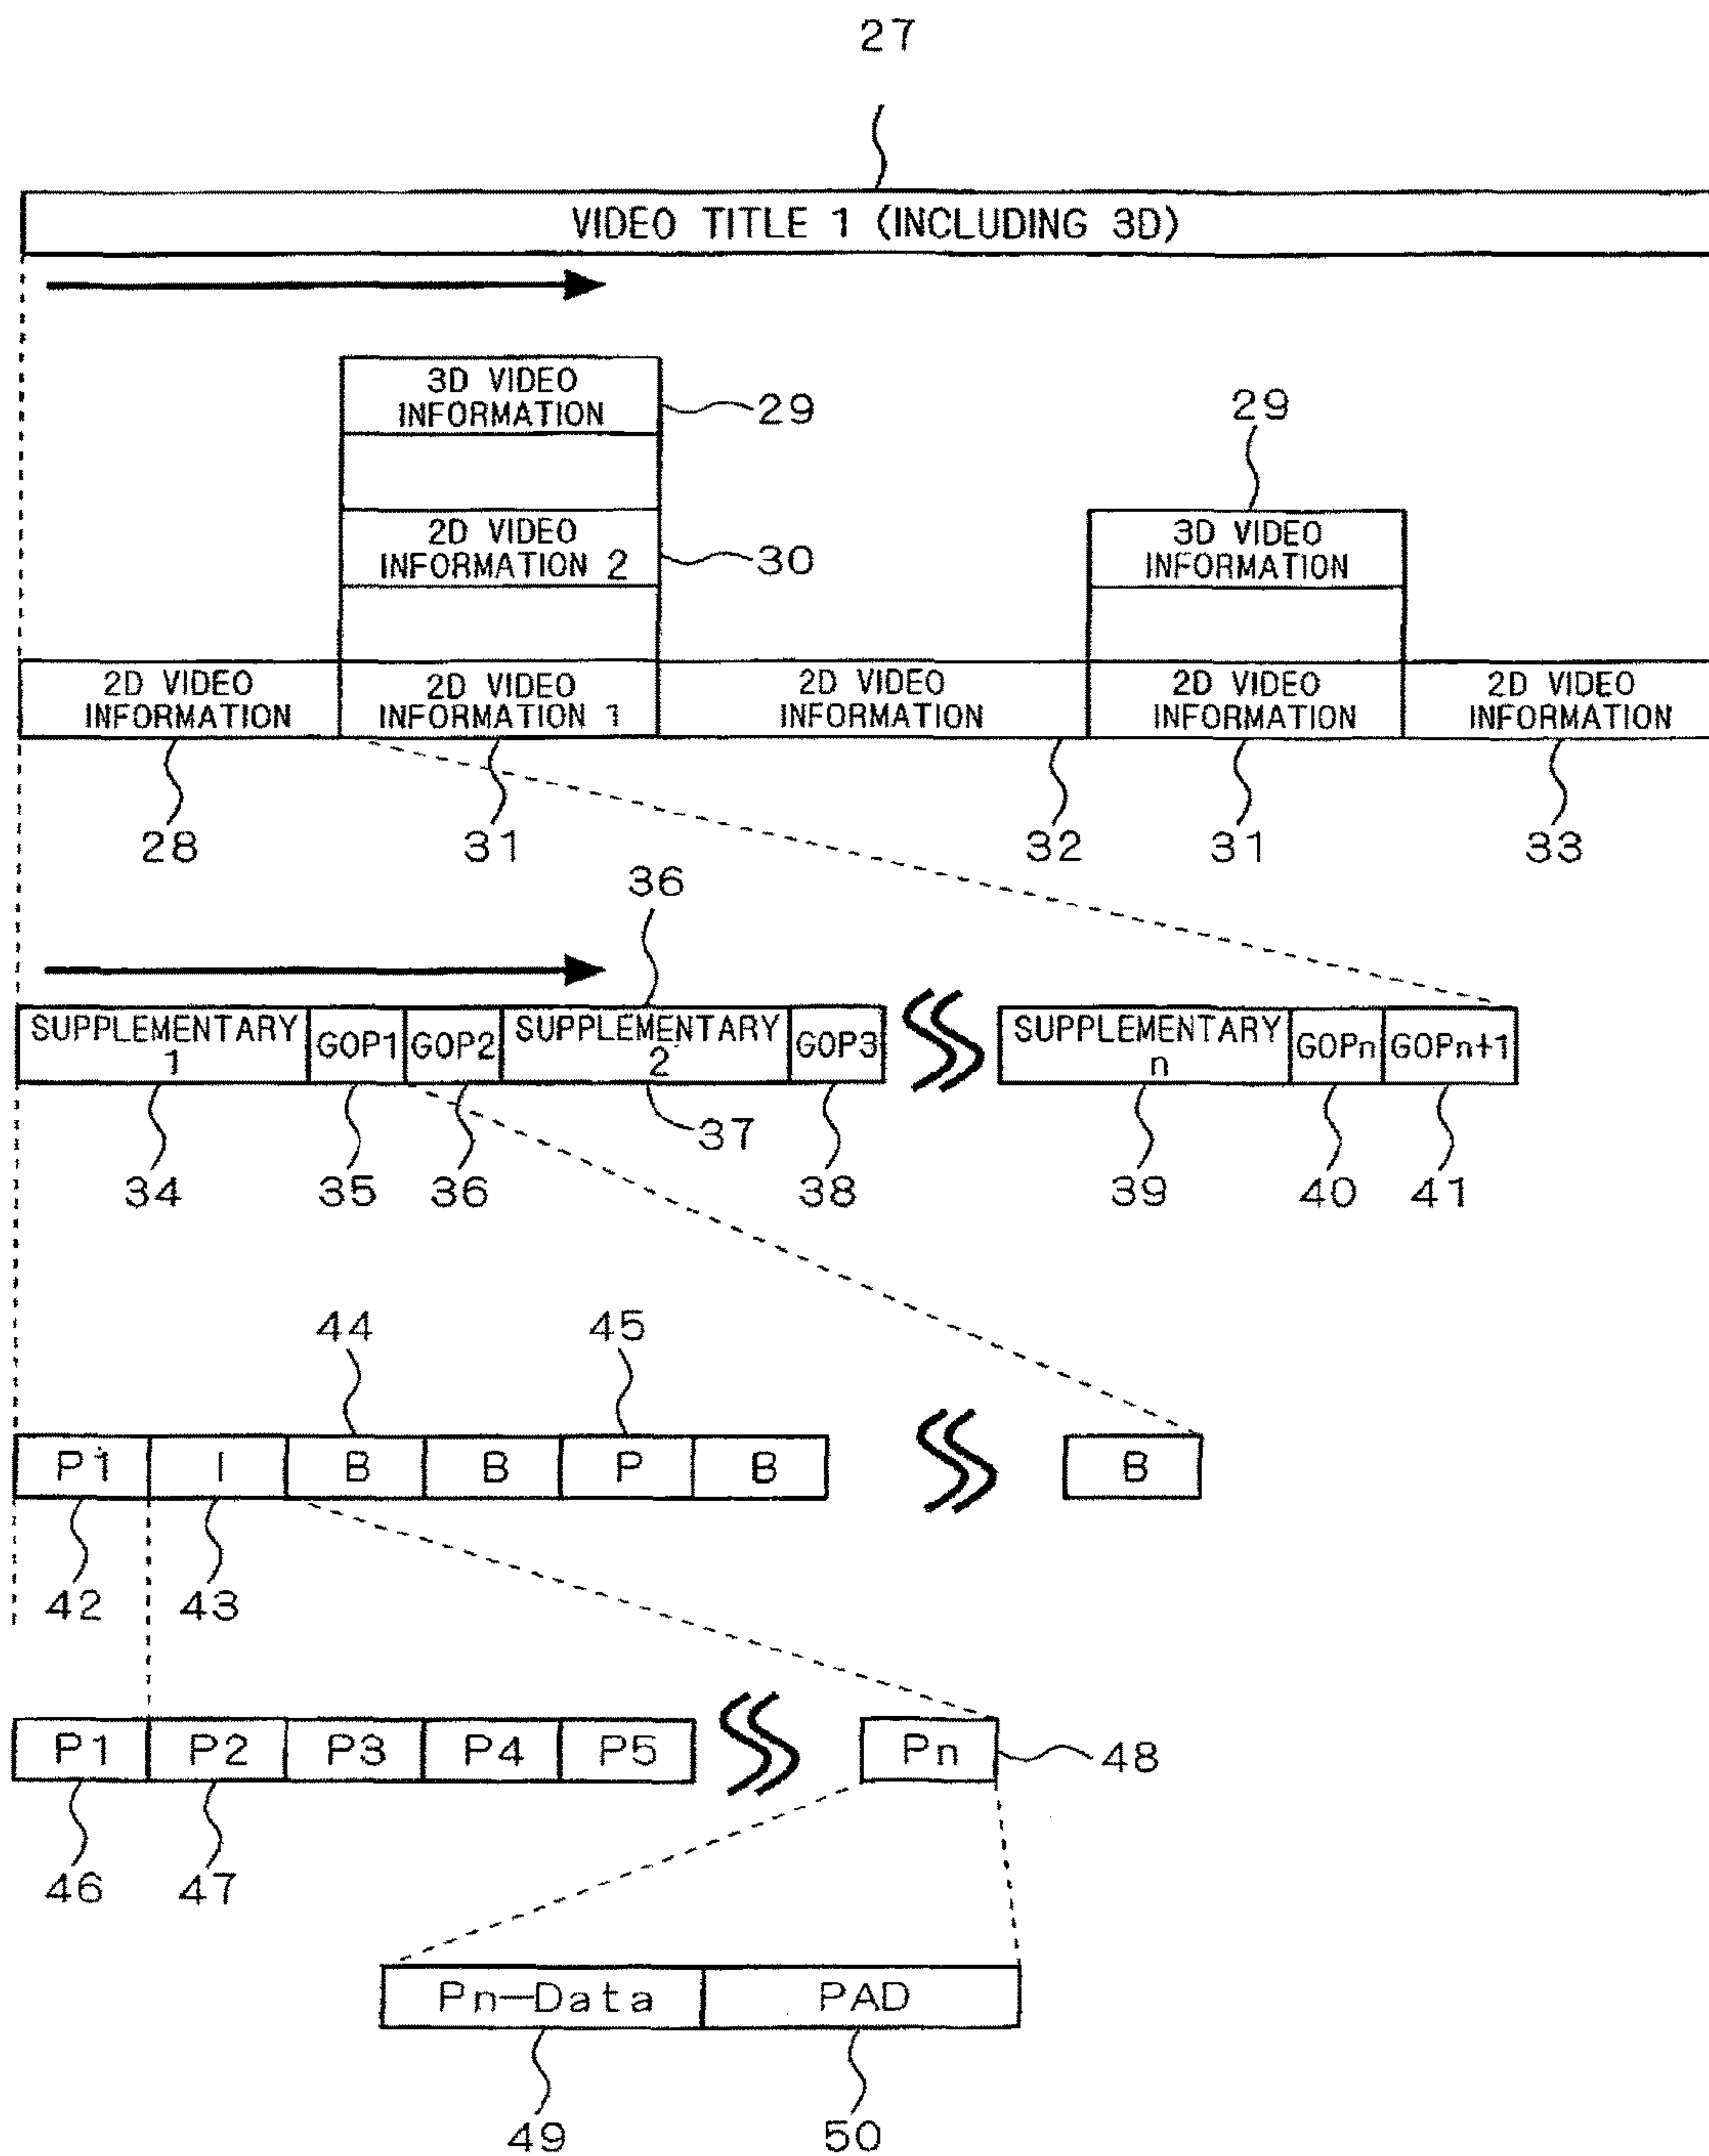 27
VIDEO TITLE 1 (INCLUDING 3D)
3D VIDEO
INFORMATION
29
29
2D VIDEO
INFORMATION 2
30
3D VIDEO
INFORMATION
2D VIDEO
INFORMATION
2D VIDEO
INFORMATION 1
2D VIDEO
INFORMATION
2D VIDEO
INFORMATION
2D VIDEO
INFORMATION
28
31
32
31
33
36
SUPPLEMENTARY
1
GOP1
GOP2
SUPPLEMENTARY
2
GOP3
SUPPLEMENTARY
n
GOPn
GOPn+1
34
35
36
37
38
39
40
41
44
45
P1
I
B
B
P
B
B
42
43
P1
P2
P3
P4
P5
Pn
48
46
47
Pn-Data
PAD
49
50